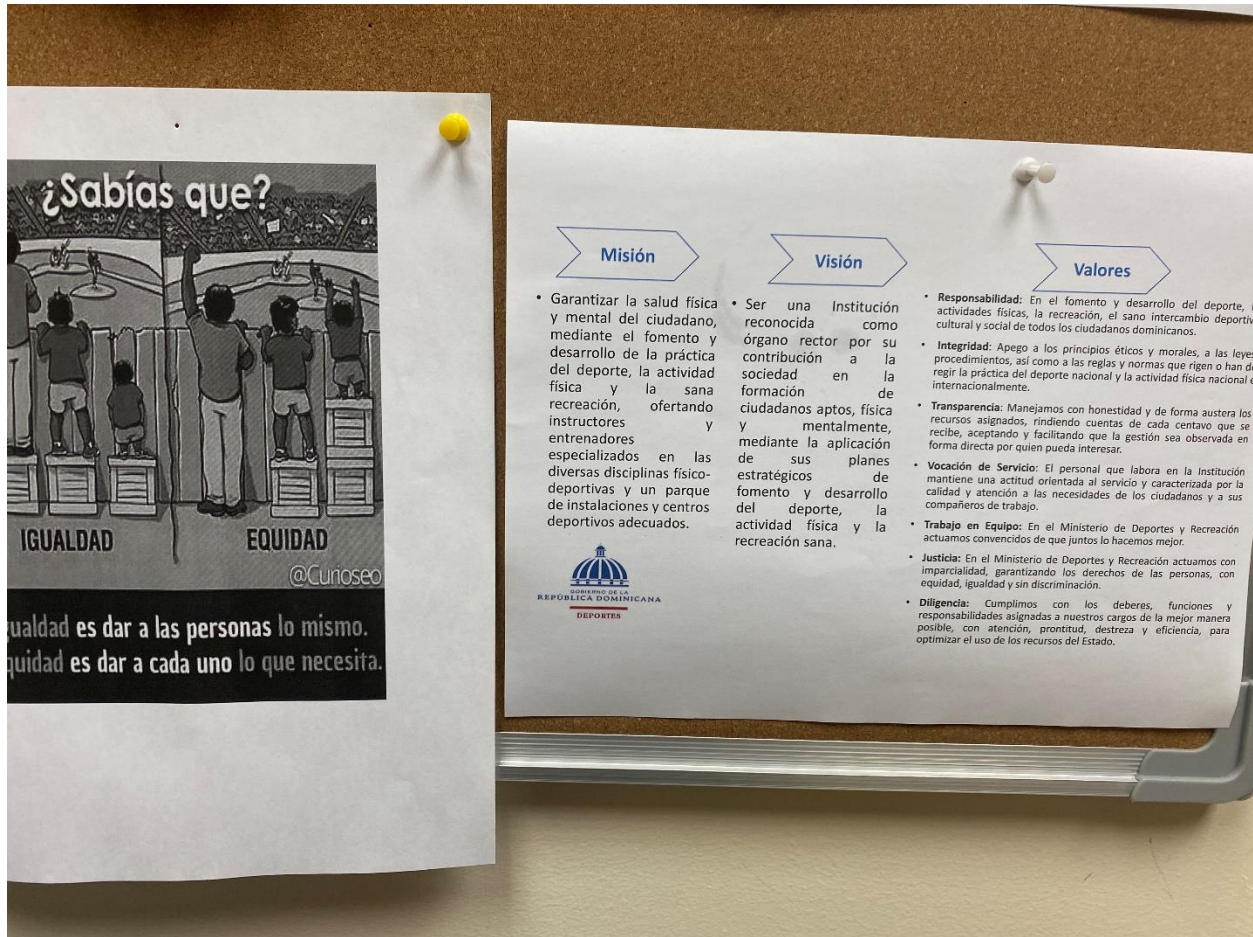 ¿Sabías que?
IGUALDAD
EQUIDAD
@Curioseo
es dar a las personas lo mismo.
es dar a cada uno lo que necesita.
Misión
• Garantizar la salud física
y mental del ciudadano,
mediante el fomento y
desarrollo de la práctica
del deporte, la actividad
física y la sana
recreación, ofertando
instructores y
entrenadores
especializados en las
diversas disciplinas físico-
deportivas y un parque
de instalaciones y centros
deportivos adecuados.
GOBIERNO DE LA
REPÚBLICA DOMINICANA
DEPORTES
Visión
• Ser una Institución
reconocida como
órgano rector por su
contribución a la
sociedad en la
formación de
ciudadanos aptos, física
y mentalmente,
mediante la aplicación
de sus planes
estratégicos de
fomento y desarrollo
del deporte, la
actividad física y la
recreación sana.
Valores
• Responsabilidad: En el fomento y desarrollo del deporte,
actividades físicas, la recreación, el sano intercambio
cultural y social de todos los ciudadanos dominicanos.
• Integridad: Apego a los principios éticos y morales, a las leyes
procedimientos, así como a las reglas y normas que rigen o han de
regir la práctica del deporte nacional y la actividad física nacional e
internacionalmente.
• Transparencia: Manejamos con honestidad y de forma austera los
recursos asignados, rindiendo cuentas de cada centavo que se
recibe, aceptando y facilitando que la gestión sea observada en
forma directa por quien pueda interesar.
• Vocación de Servicio: El personal que labora en la Institución
mantiene una actitud orientada al servicio y caracterizada por la
calidad y atención a las necesidades de los ciudadanos y a sus
compañeros de trabajo.
• Trabajo en Equipo: En el Ministerio de Deportes y Recreación
actuamos convencidos de que juntos lo hacemos mejor.
• Justicia: En el Ministerio de Deportes y Recreación actuamos con
imparcialidad, garantizando los derechos de las personas, con
equidad, igualdad y sin discriminación.
• Diligencia: Cumplimos con los deberes, funciones y
responsabilidades asignadas a nuestros cargos de la mejor manera
posible, con atención, prontitud, destreza y eficiencia, para
optimizar el uso de los recursos del Estado.